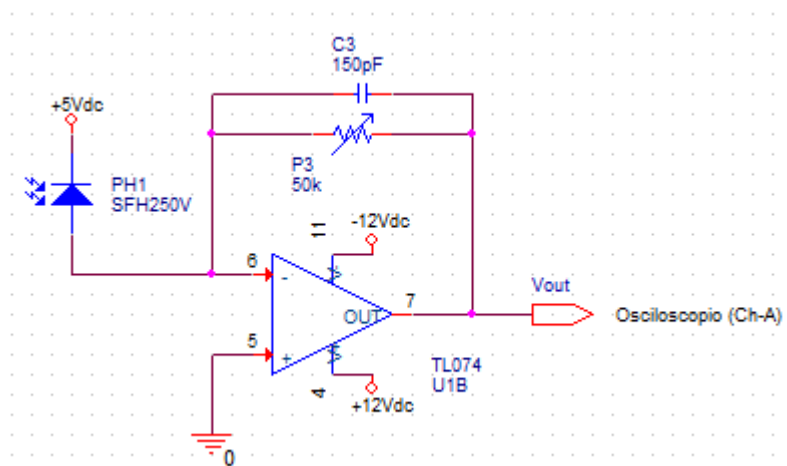 C3
150pF
+5Vdc
P3
50k
PH1
SFH250V
11
-12Vdc
6
-
7
Vout
OUT
Osciloscopio (Ch-A)
5
+
TL074
U1B
4
+12Vdc
0